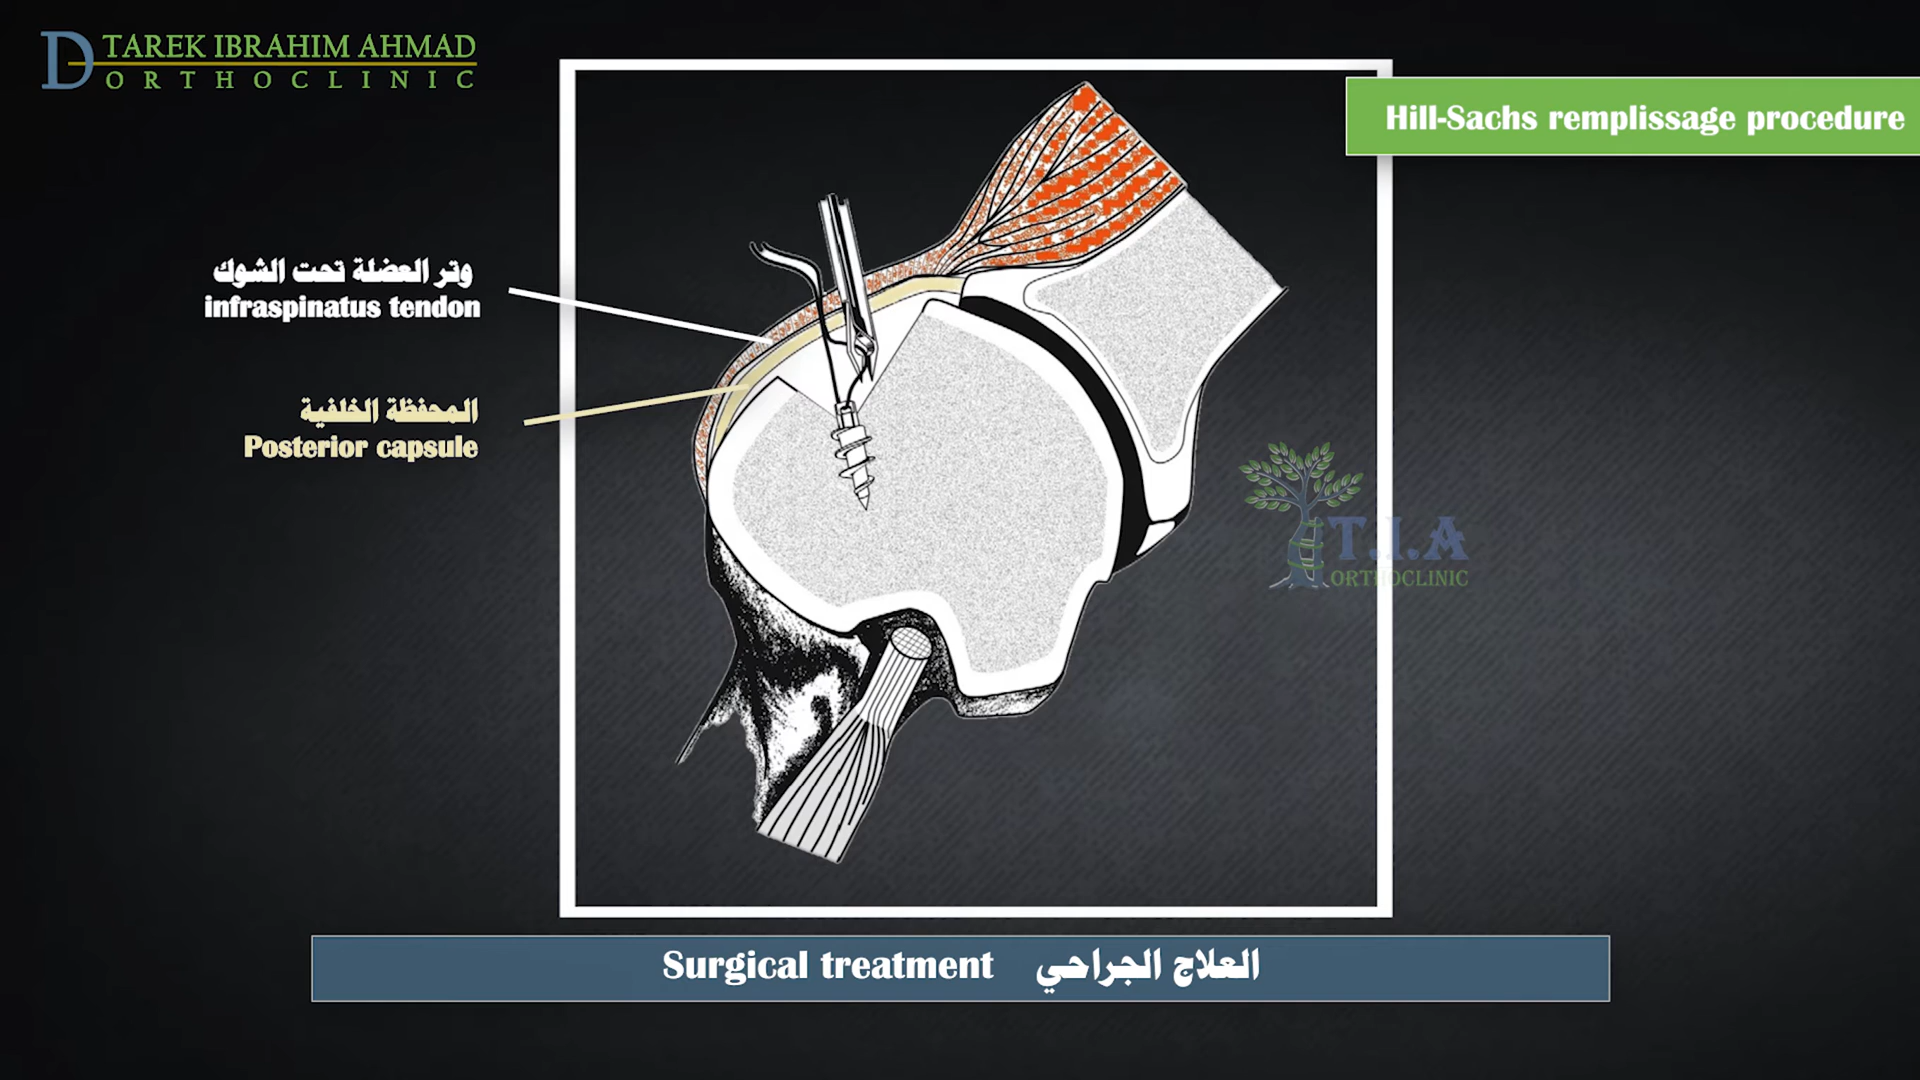 D TAREK IBRAHIM AHMAD
ORTHOCLINIC
Hill-Sachs remplissage procedure
وتر العضلة تحت الشوك
infraspinatus tendon
المحفظة الخلفية
Posterior capsule
T.I.A
ORTHOCLINIC
Surgical treatment العلاج الجراحي